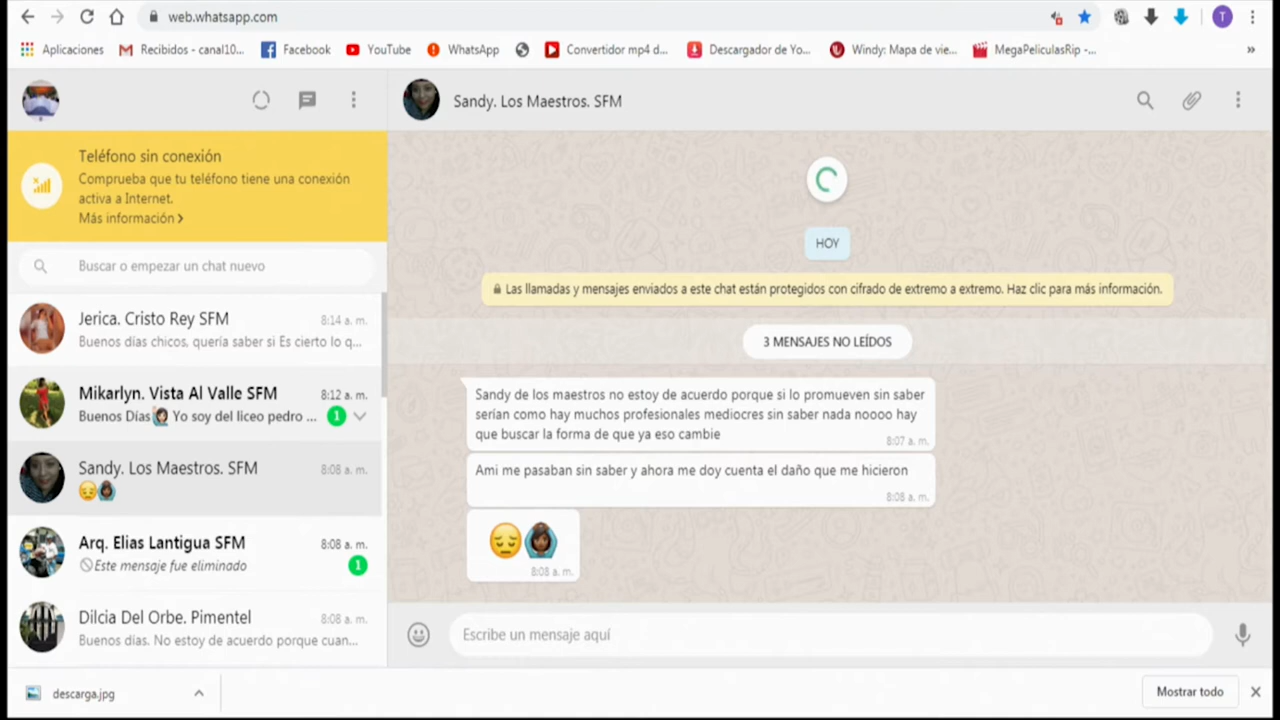 web.whatsapp.com
T
Aplicaciones
Recibidos - canal10...
Facebook
YouTube
WhatsApp
Convertidor mp4 d...
Descargador de Yo...
Windy: Mapa de vie...
MegaPeliculasRip -...
»
Sandy. Los Maestros. SFM
Teléfono sin conexión
Comprueba que tu teléfono tiene una conexión
activa a Internet.
Más información >
Buscar o empezar un chat nuevo
Jerica. Cristo Rey SFM 8:14 a. m.
Buenos días chicos, quería saber si Es cierto lo q...
Mikarlyn. Vista Al Valle SFM 8:12 a. m.
Buenos Días🙋🏽‍♀️ Yo soy del liceo pedro ... 1
Sandy. Los Maestros. SFM 8:08 a. m.
😔🙆🏾‍♀️
Arq. Elias Lantigua SFM 8:08 a. m.
Este mensaje fue eliminado 1
Dilcia Del Orbe. Pimentel 8:08 a. m.
Buenos días. No estoy de acuerdo porque cuan...
HOY
Las llamadas y mensajes enviados a este chat están protegidos con cifrado de extremo a extremo. Haz clic para más información.
3 MENSAJES NO LEÍDOS
Sandy de los maestros no estoy de acuerdo porque si lo promueven sin saber
serían como hay muchos profesionales mediocres sin saber nada noooo hay
que buscar la forma de que ya eso cambie
8:07 a. m.
Ami me pasaban sin saber y ahora me doy cuenta el daño que me hicieron
8:08 a. m.
😔🙆🏾‍♀️
8:08 a. m.
Escribe un mensaje aquí
descarga.jpg
Mostrar todo